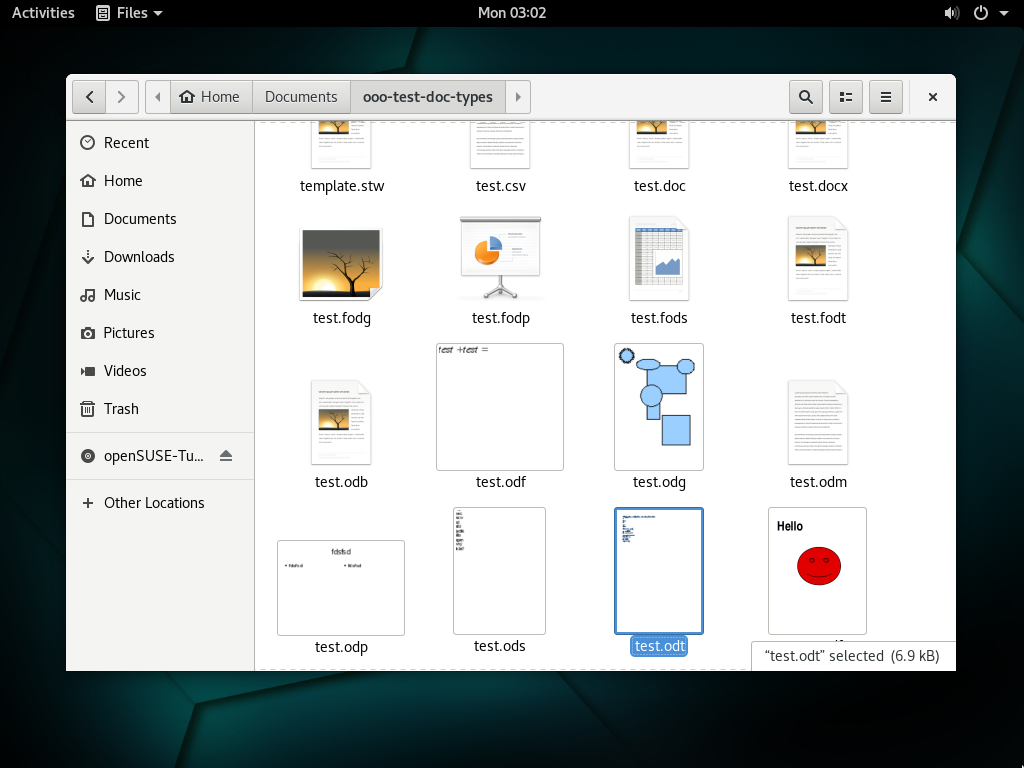 Activities
Files
Mon 03:02
Home
Documents
ooo-test-doc-types
Recent
Home
Documents
Downloads
Music
Pictures
Videos
Trash
openSUSE-Tu...
Other Locations
template.stw
test.csv
test.doc
test.docx
test.fodg
test.fodp
test.fods
test.fodt
test +test =
test.odb
test.odf
test.odg
test.odm
fdsfsd
Hello
test.odp
test.ods
test.odt
“test.odt” selected (6.9 kB)